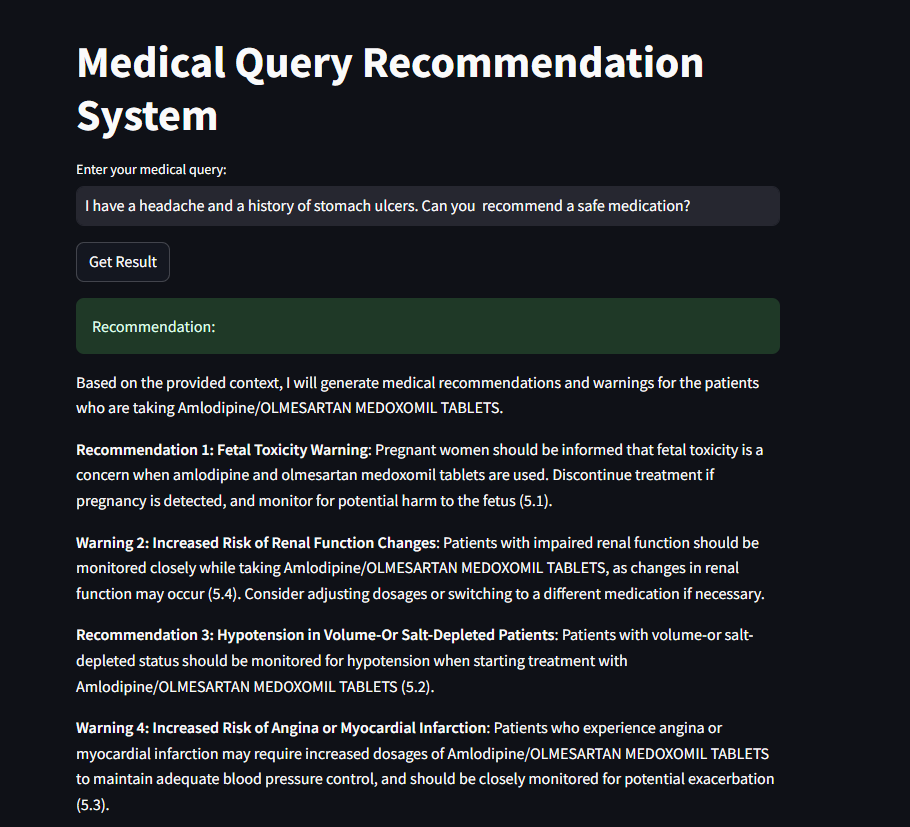 Medical Query Recommendation
System
Enter your medical query:
I have a headache and a history of stomach ulcers. Can you  recommend a safe medication?
Get Result
Recommendation:
Based on the provided context, I will generate medical recommendations and warnings for the patients
who are taking Amlodipine/OLMESARTAN MEDOXOMIL TABLETS.
Recommendation 1: Fetal Toxicity Warning: Pregnant women should be informed that fetal toxicity is a
concern when amlodipine and olmesartan medoxomil tablets are used. Discontinue treatment if
pregnancy is detected, and monitor for potential harm to the fetus (5.1).
Warning 2: Increased Risk of Renal Function Changes: Patients with impaired renal function should be
monitored closely while taking Amlodipine/OLMESARTAN MEDOXOMIL TABLETS, as changes in renal
function may occur (5.4). Consider adjusting dosages or switching to a different medication if necessary.
Recommendation 3: Hypotension in Volume-Or Salt-Depleted Patients: Patients with volume-or salt-
depleted status should be monitored for hypotension when starting treatment with
Amlodipine/OLMESARTAN MEDOXOMIL TABLETS (5.2).
Warning 4: Increased Risk of Angina or Myocardial Infarction: Patients who experience angina or
myocardial infarction may require increased dosages of Amlodipine/OLMESARTAN MEDOXOMIL TABLETS
to maintain adequate blood pressure control, and should be closely monitored for potential exacerbation
(5.3).